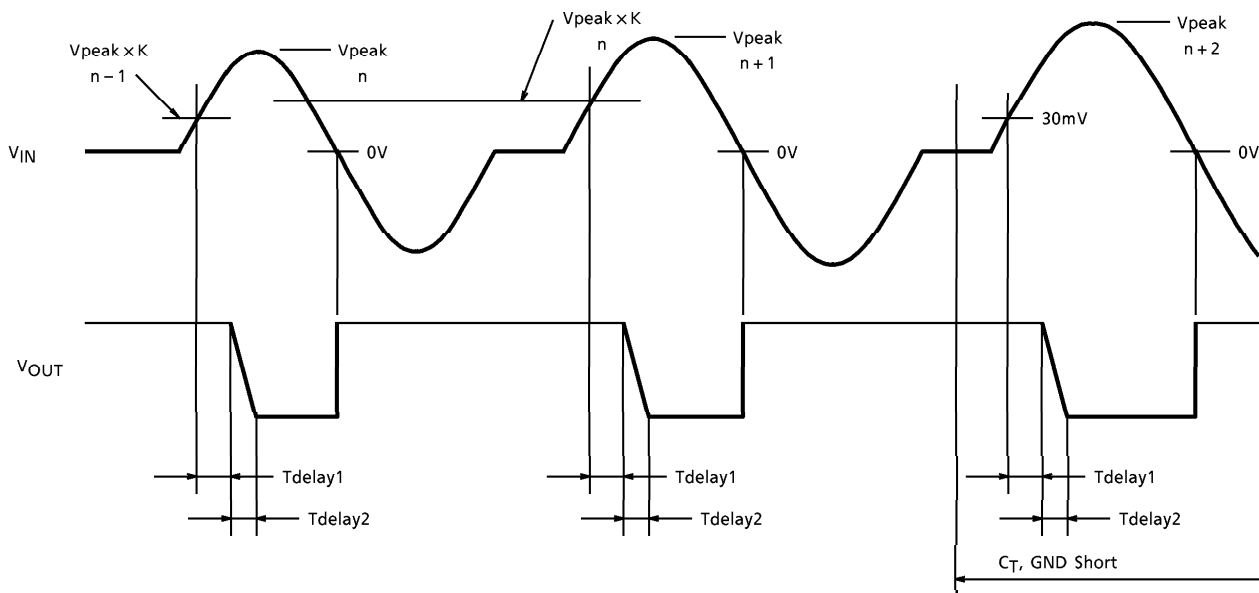 Vpeak × K
n − 1
Vpeak
n
Vpeak × K
n
Vpeak
n + 1
Vpeak
n + 2
VIN
0V
0V
30mV
0V
VOUT
Tdelay1
Tdelay1
Tdelay1
Tdelay2
Tdelay2
Tdelay2
CT, GND Short